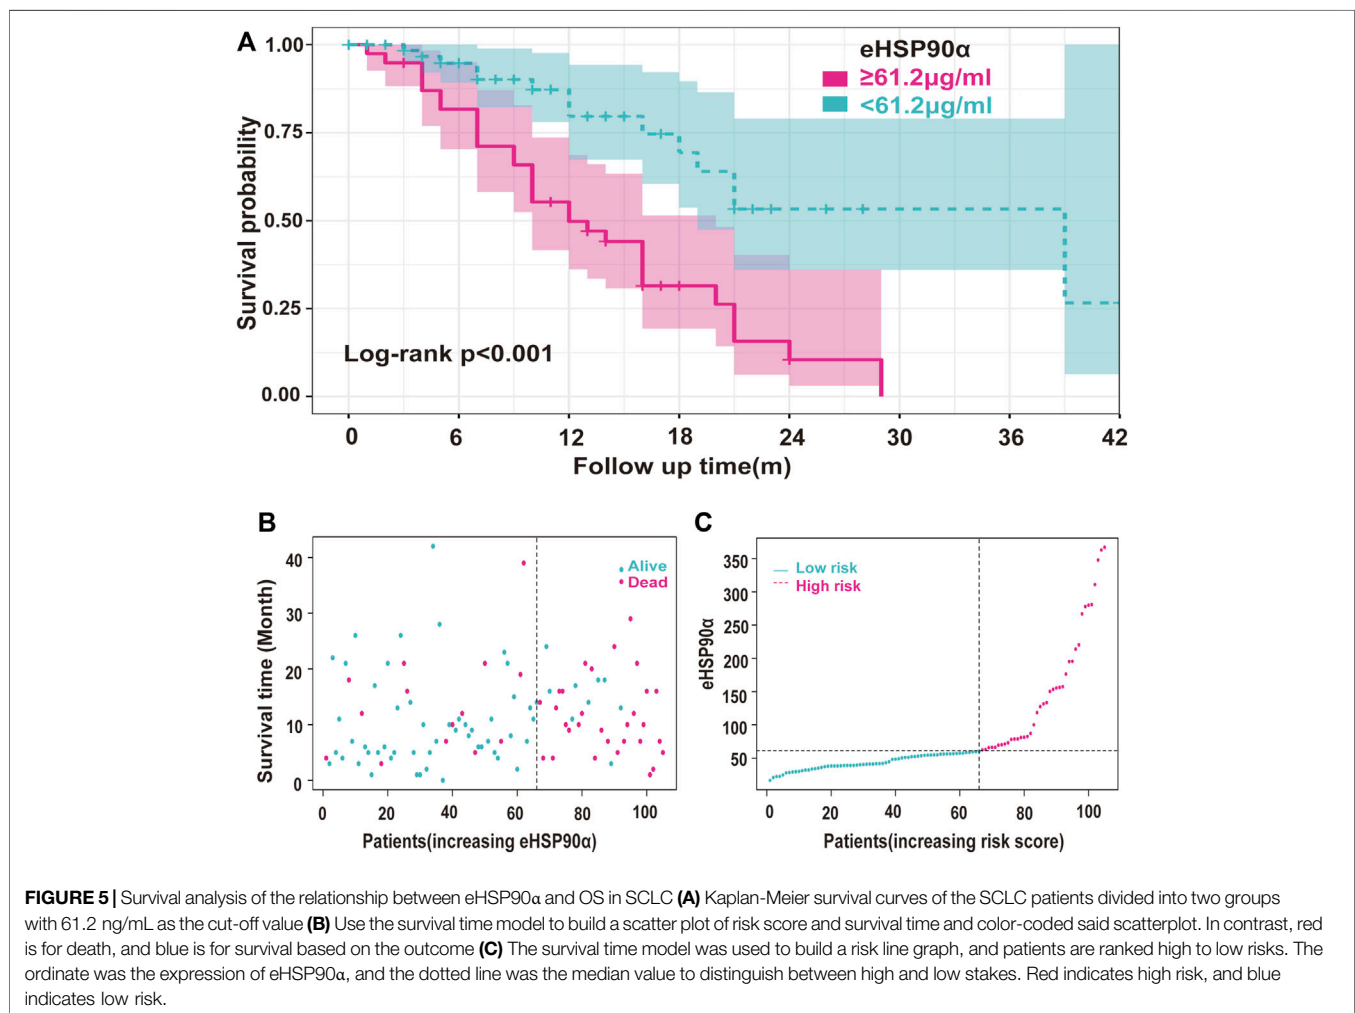 A
eHSP90α
≥61.2μg/ml
<61.2μg/ml
Survival probability
1.00
0.75
0.50
0.25
0.00
Log-rank p<0.001
0 6 12 18 24 30 36 42
Follow up time(m)
B
Alive
Dead
Survival time (Month)
40
30
20
10
0
0 20 40 60 80 100
Patients(increasing eHSP90α)
C
Low risk
High risk
eHSP90α
350
300
250
200
150
100
50
0 20 40 60 80 100
Patients(increasing risk score)
FIGURE 5 | Survival analysis of the relationship between eHSP90α and OS in SCLC (A) Kaplan-Meier survival curves of the SCLC patients divided into two groups
with 61.2 ng/mL as the cut-off value (B) Use the survival time model to build a scatter plot of risk score and survival time and color-coded said scatterplot. In contrast, red
is for death, and blue is for survival based on the outcome (C) The survival time model was used to build a risk line graph, and patients are ranked high to low risks. The
ordinate was the expression of eHSP90α, and the dotted line was the median value to distinguish between high and low stakes. Red indicates high risk, and blue
indicates low risk.